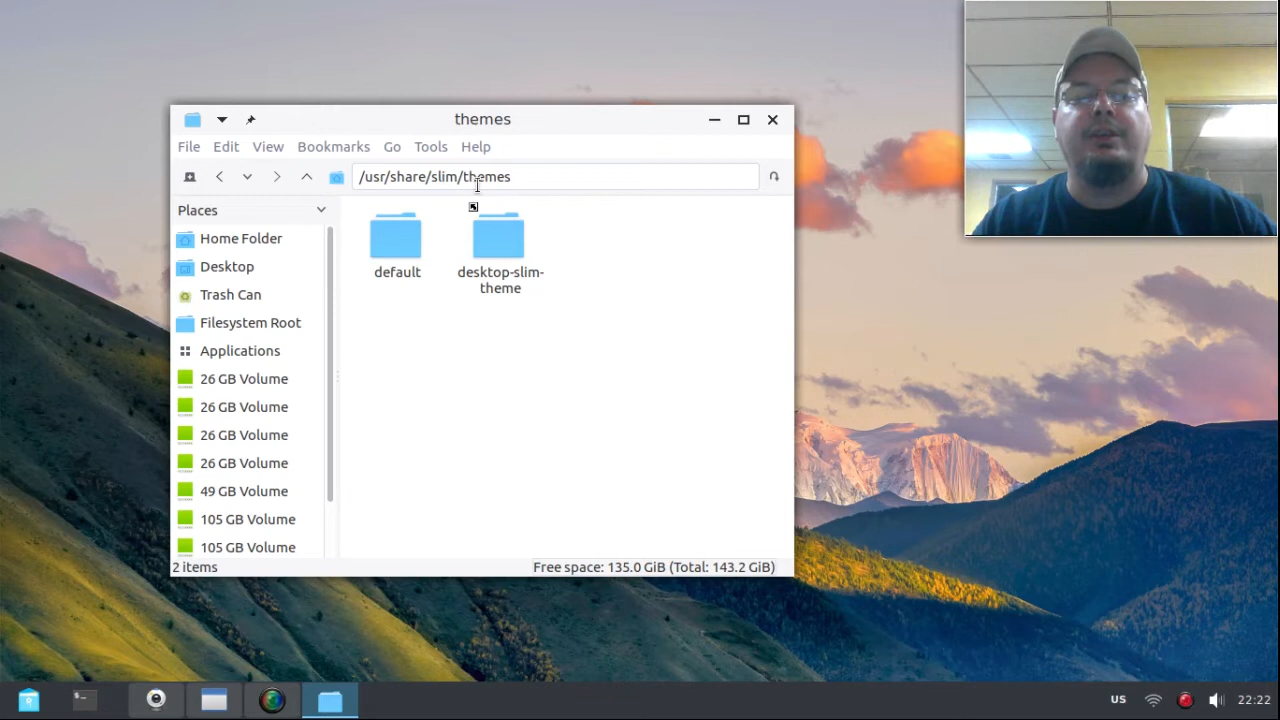 themes
File Edit View Bookmarks Go Tools Help
/usr/share/slim/themes
Places
Home Folder
Desktop
Trash Can
Filesystem Root
Applications
26 GB Volume
26 GB Volume
26 GB Volume
26 GB Volume
49 GB Volume
105 GB Volume
105 GB Volume
default
desktop-slim-
theme
2 items
Free space: 135.0 GiB (Total: 143.2 GiB)
US
22:22